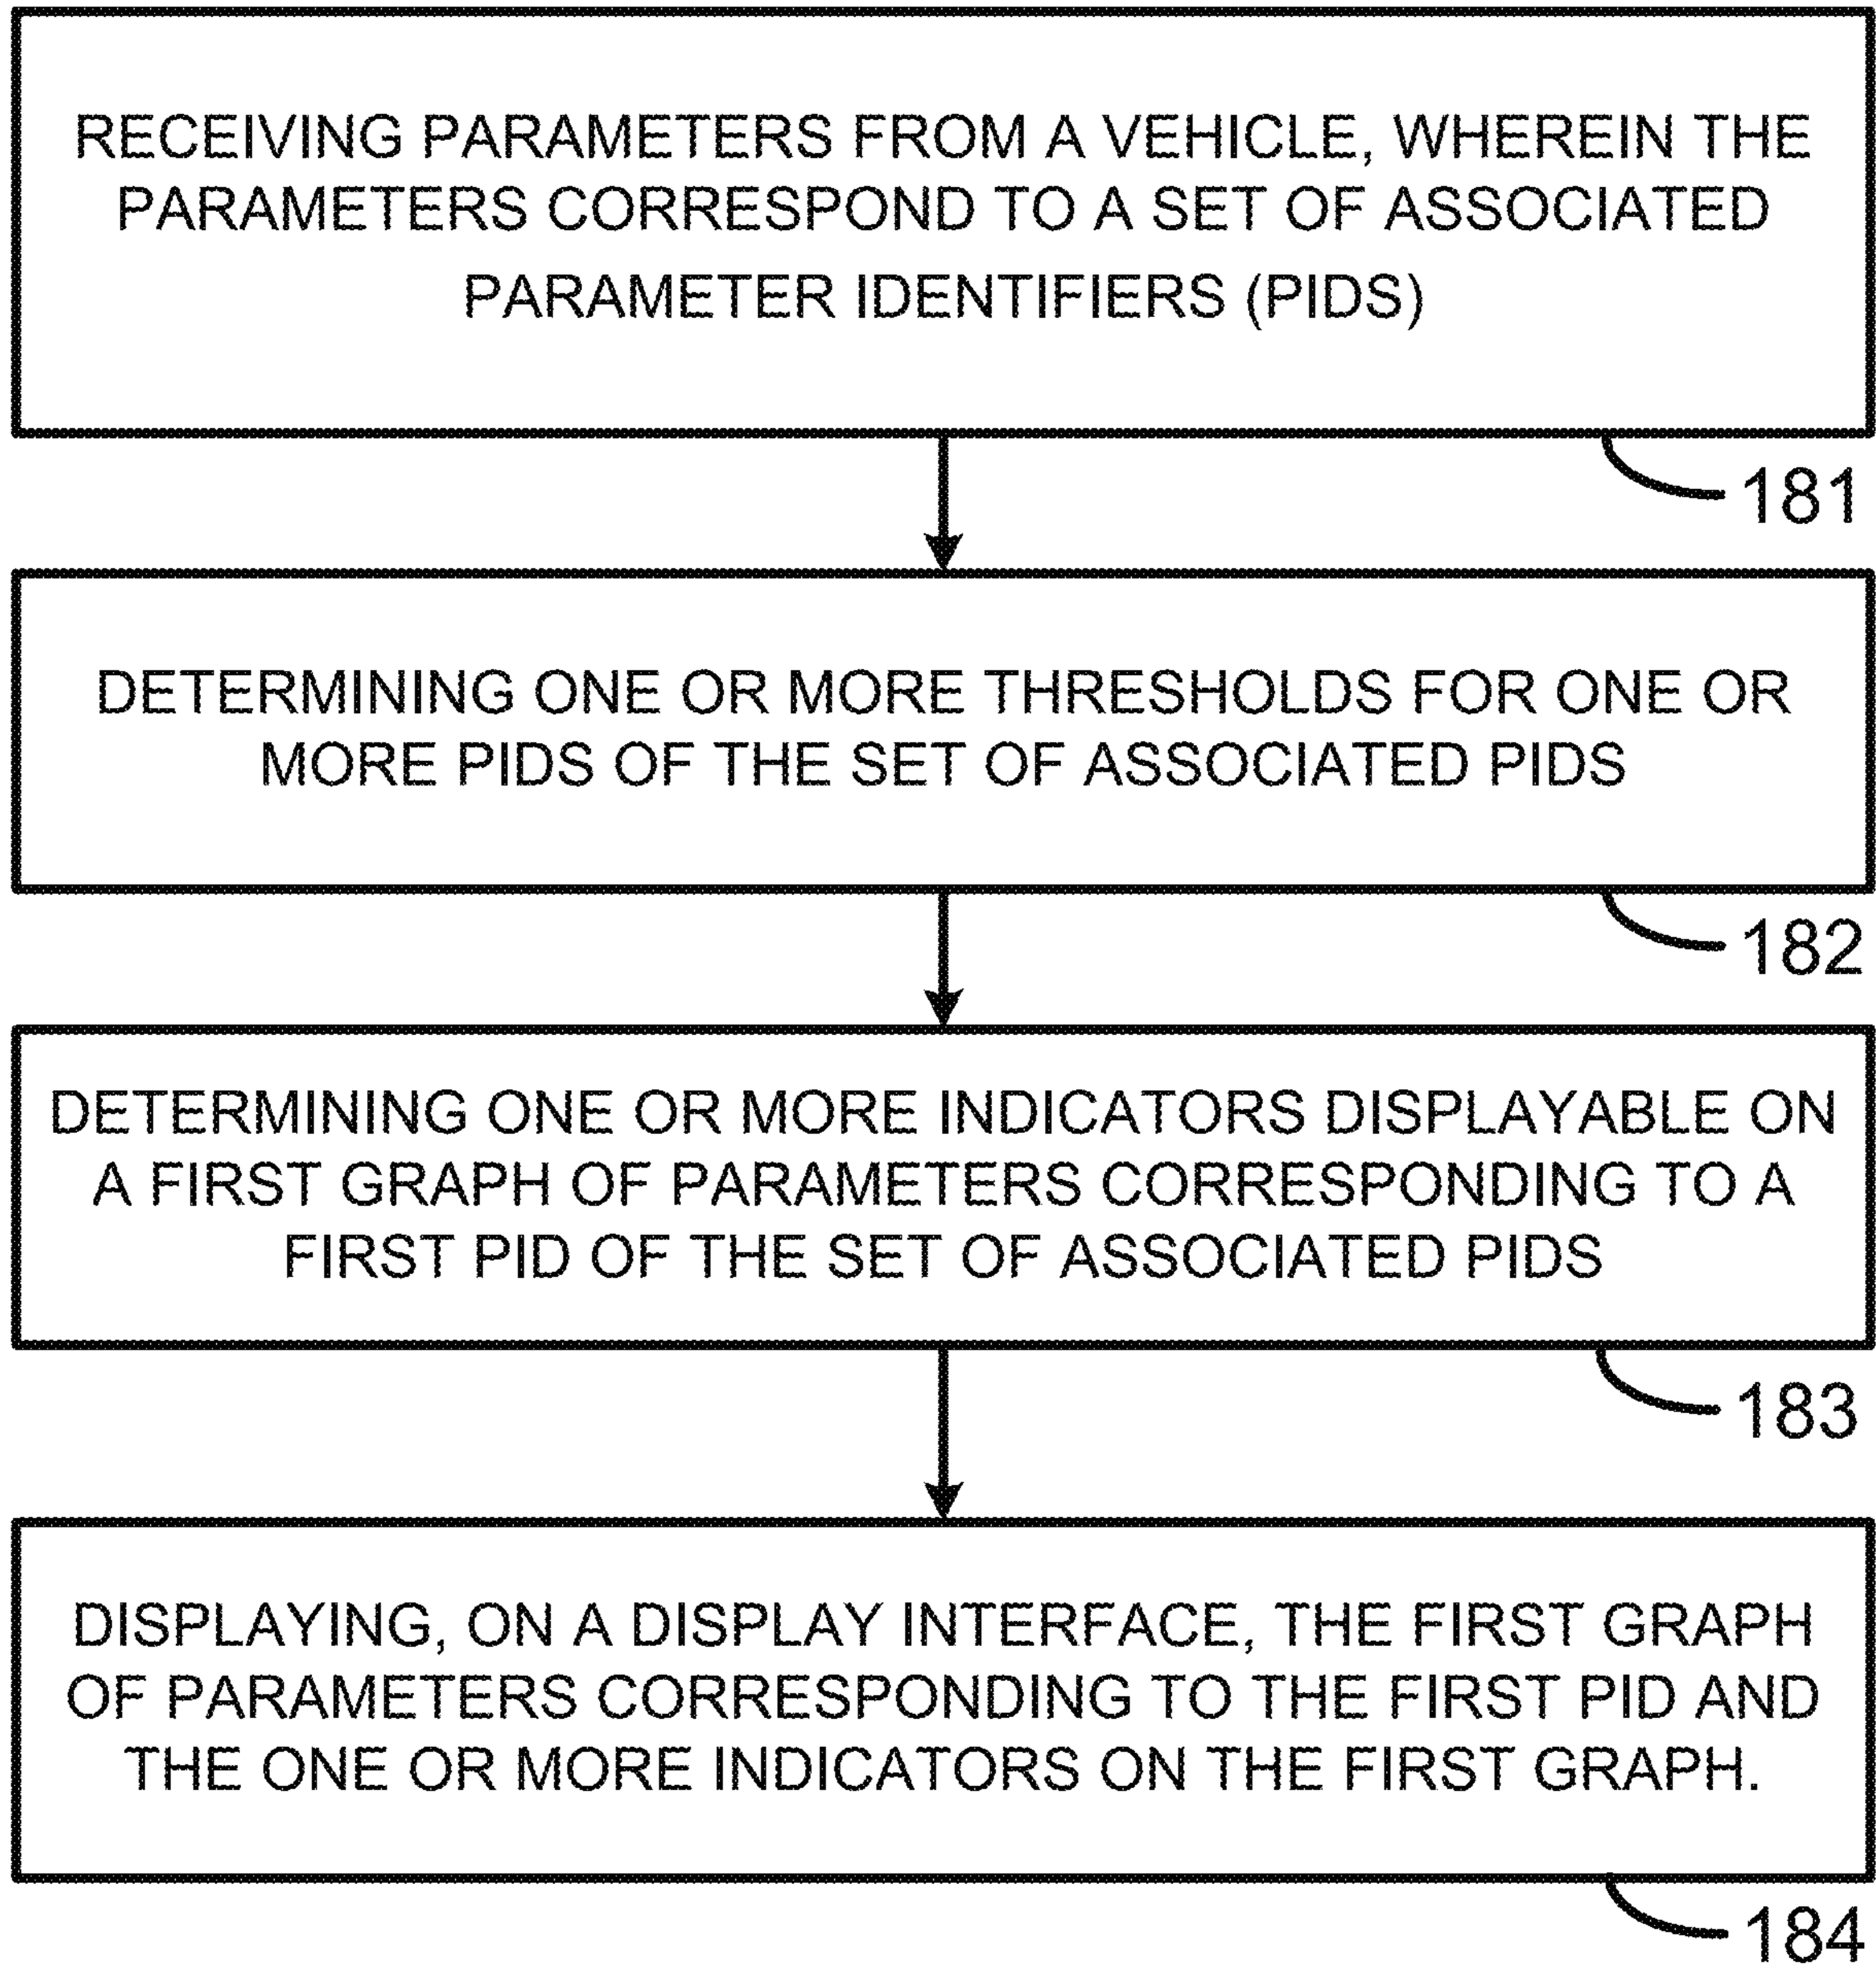 RECEIVING PARAMETERS FROM A VEHICLE, WHEREIN THE
PARAMETERS CORRESPOND TO A SET OF ASSOCIATED
PARAMETER IDENTIFIERS (PIDS)
181
DETERMINING ONE OR MORE THRESHOLDS FOR ONE OR
MORE PIDS OF THE SET OF ASSOCIATED PIDS
182
DETERMINING ONE OR MORE INDICATORS DISPLAYABLE ON
A FIRST GRAPH OF PARAMETERS CORRESPONDING TO A
FIRST PID OF THE SET OF ASSOCIATED PIDS
183
DISPLAYING, ON A DISPLAY INTERFACE, THE FIRST GRAPH
OF PARAMETERS CORRESPONDING TO THE FIRST PID AND
THE ONE OR MORE INDICATORS ON THE FIRST GRAPH.
184